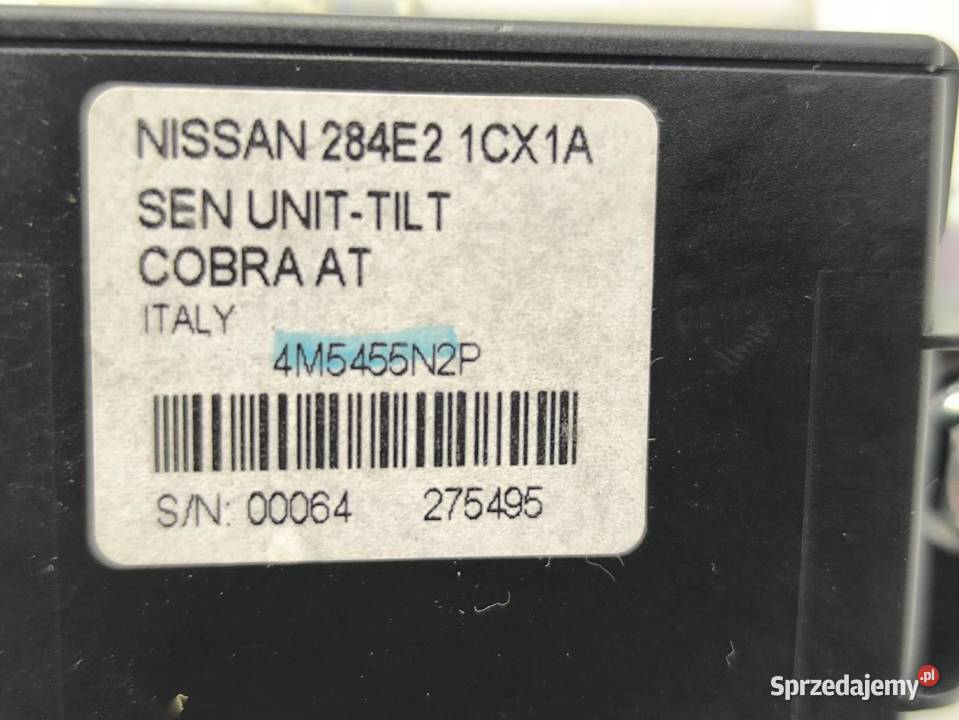 NISSAN 284E2 1CX1A
SEN UNIT-TILT
COBRA AT
ITALY
4M5455N2P
S/N: 00064 275495
Sprzedajemy.pl